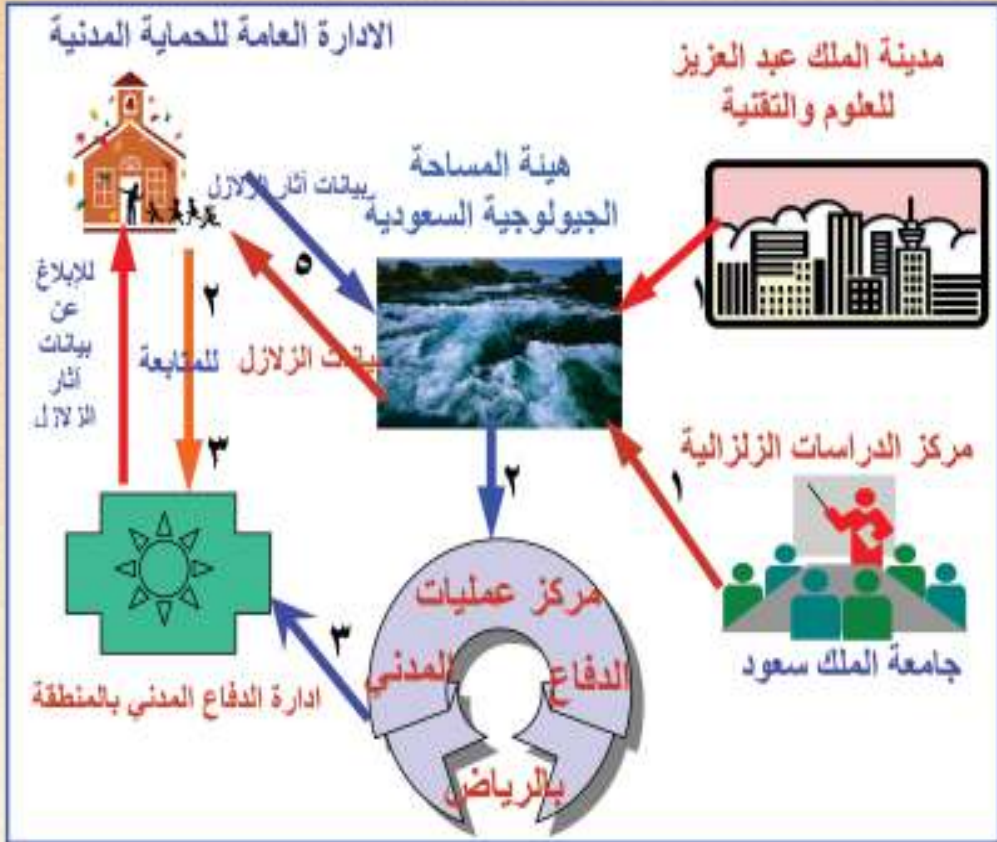 الادارة العامة للحماية المدنية
مدينة الملك عبد العزيز
للعلوم والتقنية
هيئة المساحة
الجيولوجية السعودية
بيانات آثار الزلازل
٥
١
للإبلاغ
عن
بيانات
آثار
الزلازل
٢
للمتابعة
٣
بيانات الزلازل
مركز الدراسات الزلزالية
١
جامعة الملك سعود
٢
مركز عمليات
الدفاع المدني
بالرياض
٣
ادارة الدفاع المدني بالمنطقة